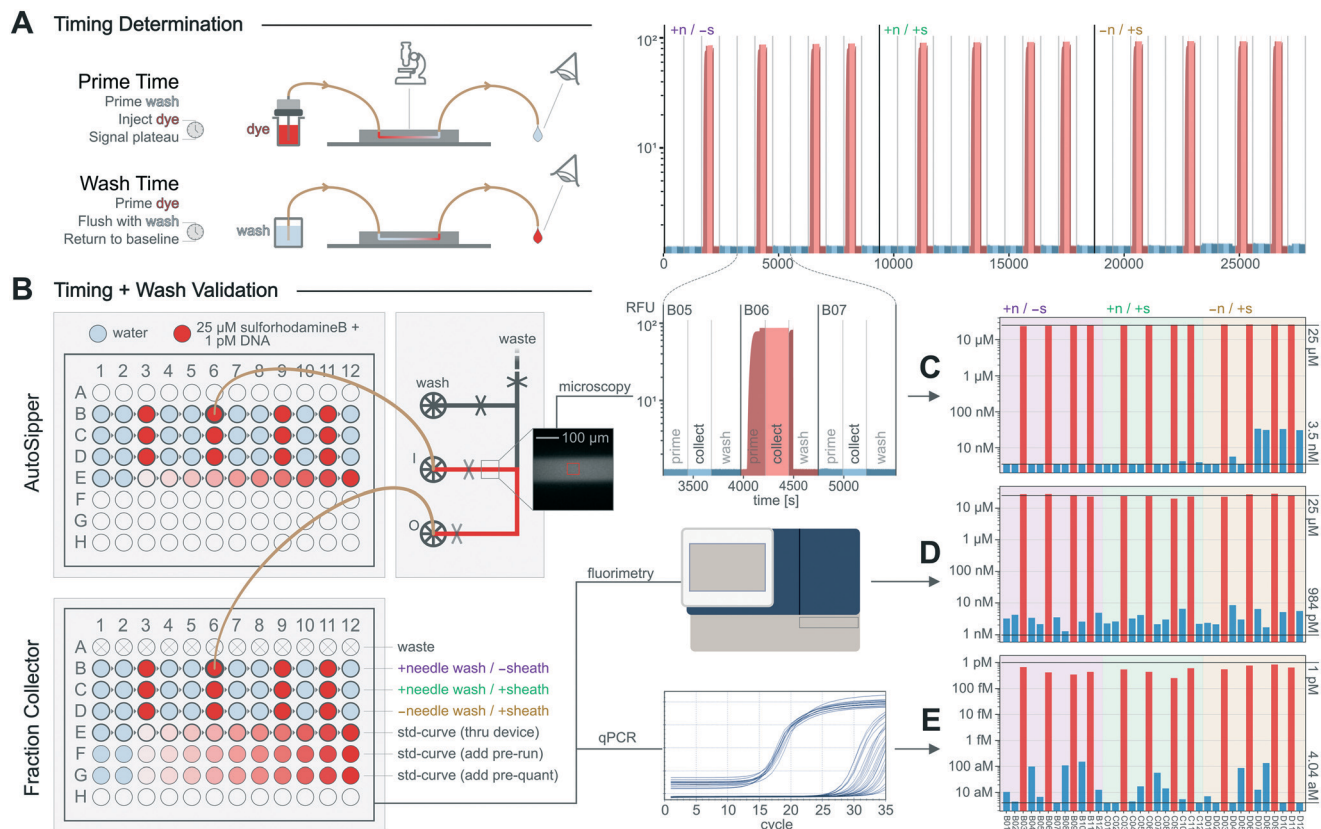 A Timing Determination
Prime Time
Prime wash
Inject dye
Signal plateau
dye
Wash Time
Prime dye
Flush with wash
Return to baseline
wash
+n / −s
+n / +s
−n / +s
10²
10¹
0 5000 10000 15000 20000 25000
B Timing + Wash Validation
water
25 µM sulforhodamineB +
1 pM DNA
AutoSipper
1 2 3 4 5 6 7 8 9 10 11 12
A
B
C
D
E
F
G
H
waste
wash
I
O
100 µm
microscopy
RFU
10²
10¹
B05 B06 B07
prime collect wash prime collect wash prime collect wash
3500 4000 4500 5000
time [s]
Fraction Collector
1 2 3 4 5 6 7 8 9 10 11 12
A
B
C
D
E
F
G
H
waste
+needle wash / −sheath
+needle wash / +sheath
−needle wash / +sheath
std-curve (thru device)
std-curve (add pre-run)
std-curve (add pre-quant)
fluorimetry
qPCR
0 5 10 15 20 25 30 35
cycle
C
+n / −s
+n / +s
−n / +s
10 µM
1 µM
100 nM
10 nM
25 µM
3.5 nM
D
10 µM
1 µM
100 nM
10 nM
1 nM
25 µM
984 pM
E
1 pM
100 fM
10 fM
1 fM
100 aM
10 aM
1 pM
4.04 aM